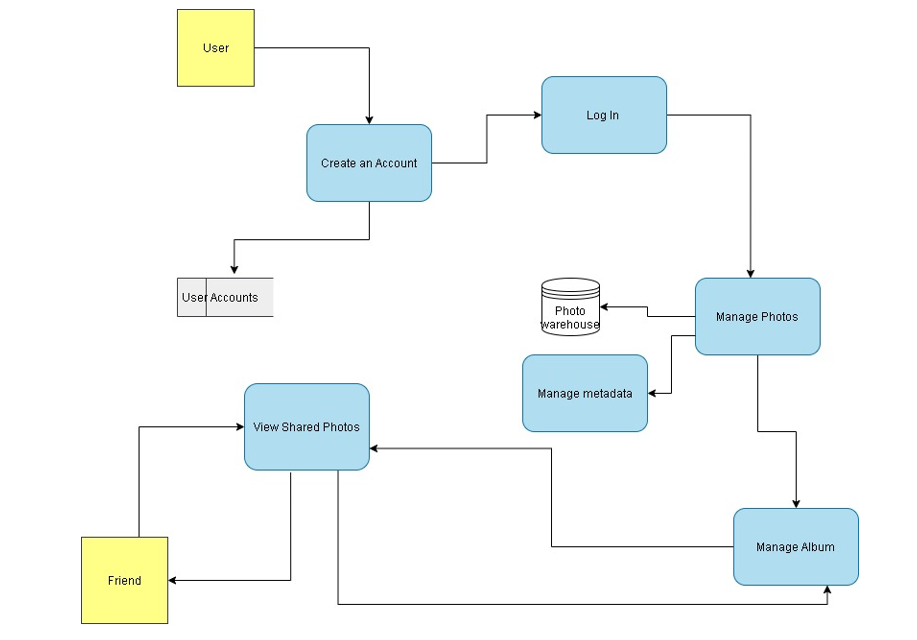 User
Log In
Create an Account
User Accounts
Photo
warehouse
Manage Photos
Manage metadata
View Shared Photos
Manage Album
Friend